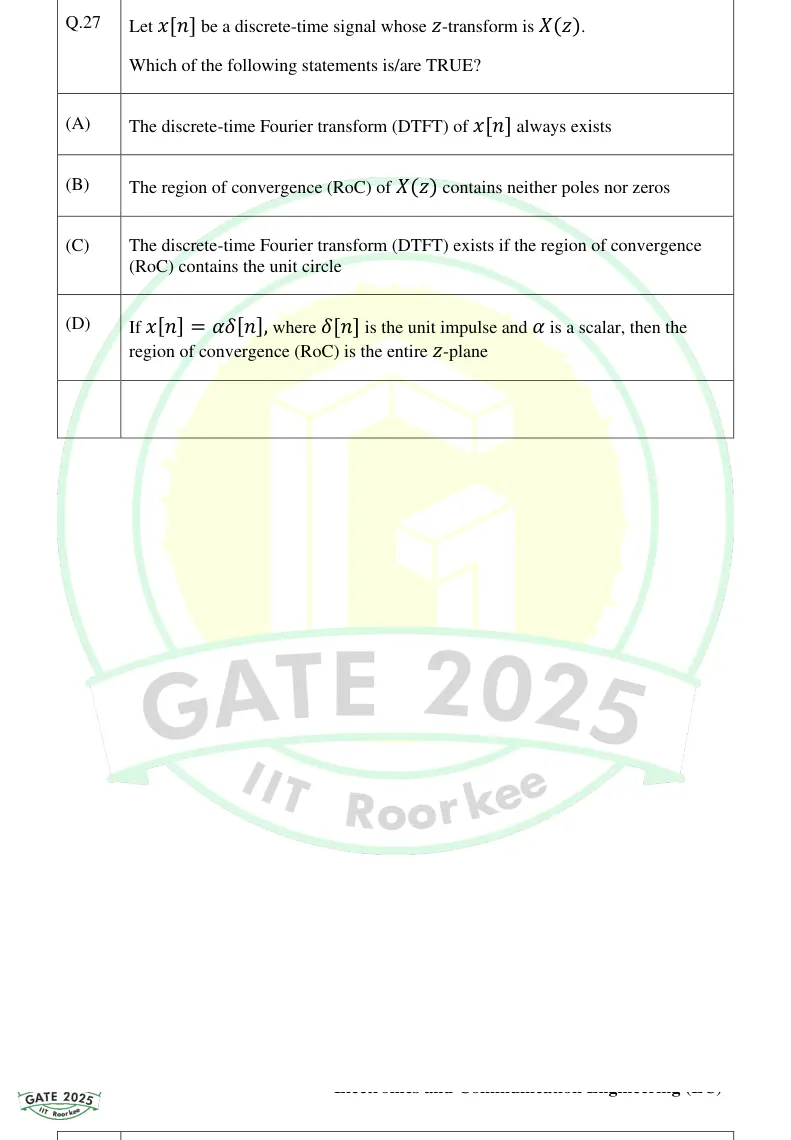 Q.27
Let 𝑥[𝑛] be a discrete-time signal whose 𝑧-transform is 𝑋(𝑧).
Which of the following statements is/are TRUE?
(A)
The discrete-time Fourier transform (DTFT) of 𝑥[𝑛] always exists
(B)
The region of convergence (RoC) of 𝑋(𝑧) contains neither poles nor zeros
(C)
The discrete-time Fourier transform (DTFT) exists if the region of convergence
(RoC) contains the unit circle
(D)
If 𝑥[𝑛] = 𝛼𝛿[𝑛], where 𝛿[𝑛] is the unit impulse and 𝛼 is a scalar, then the
region of convergence (RoC) is the entire 𝑧-plane
GATE 2025
IIT Roorkee
GATE 2025
IIT Roorkee